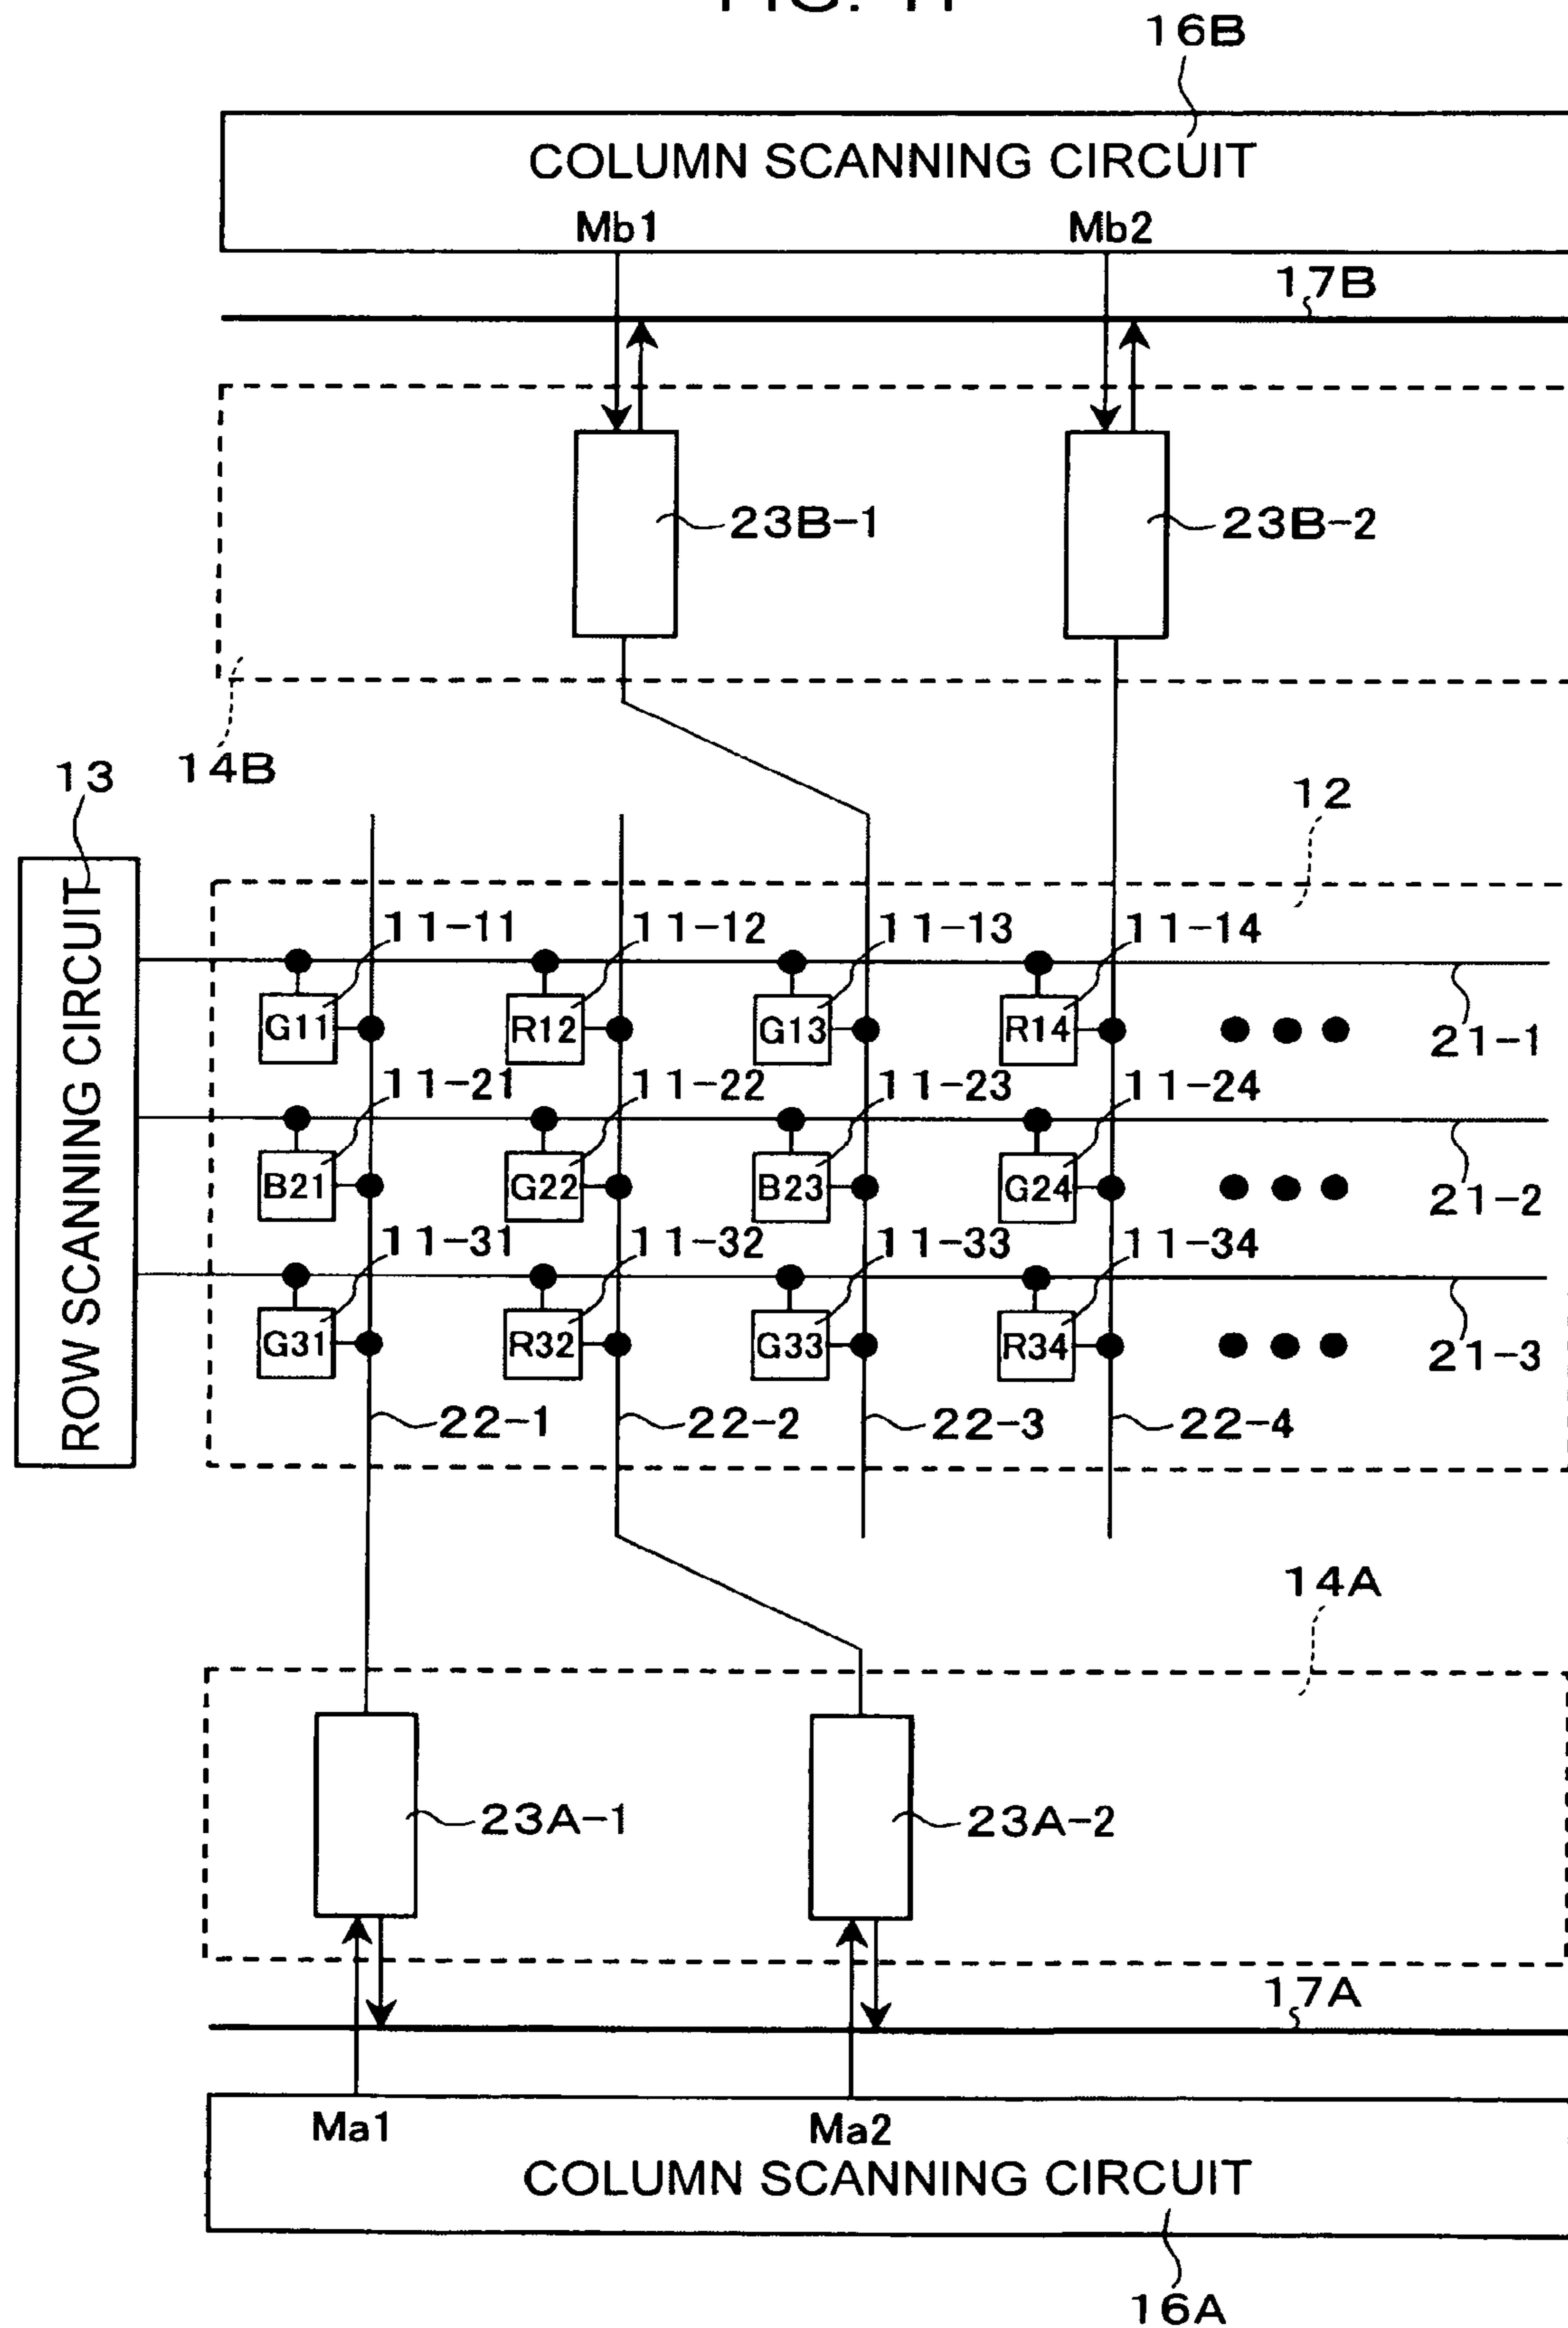 16B
COLUMN SCANNING CIRCUIT
Mb1 Mb2
17B
23B-1 23B-2
14B
13
12
ROW SCANNING CIRCUIT
11-11 11-12 11-13 11-14
G11 R12 G13 R14
21-1
11-21 11-22 11-23 11-24
B21 G22 B23 G24
21-2
11-31 11-32 11-33 11-34
G31 R32 G33 R34
21-3
22-1 22-2 22-3 22-4
14A
23A-1 23A-2
17A
Ma1 Ma2
COLUMN SCANNING CIRCUIT
16A